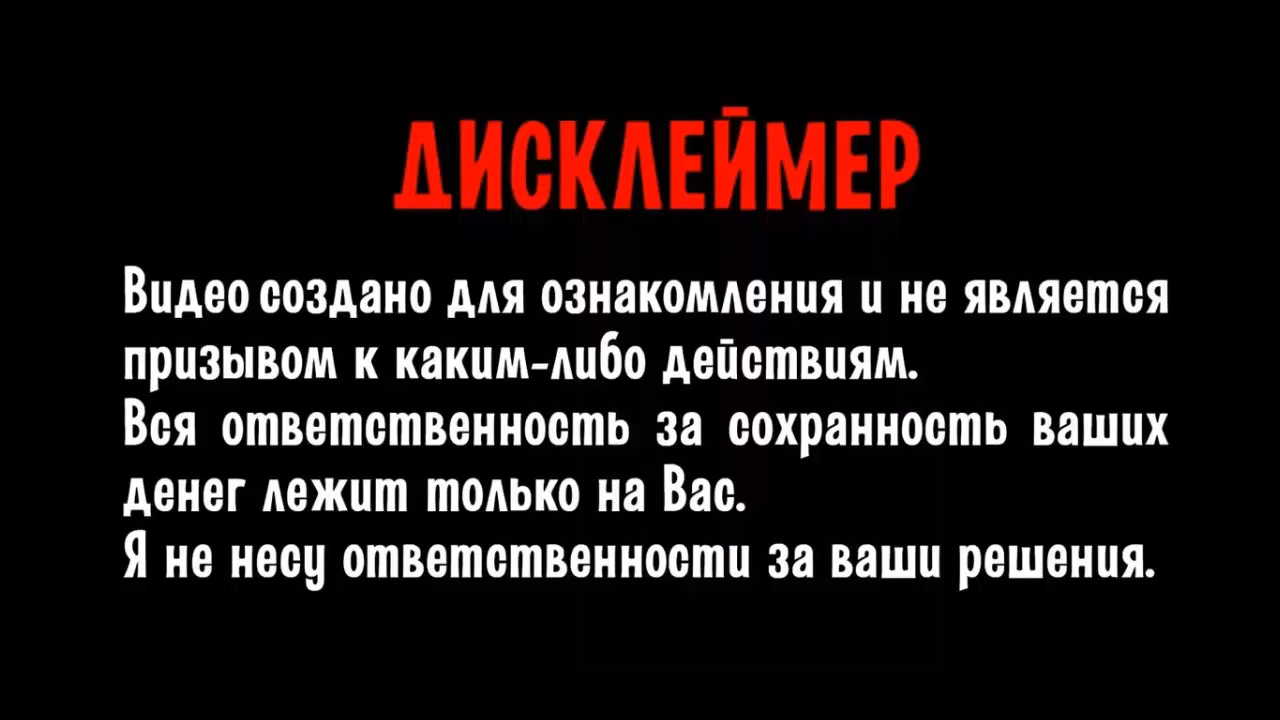 ДИСКЛЕЙМЕР
Видео создано для ознакомления и не является
призывом к каким-либо действиям.
Вся ответственность за сохранность ваших
денег лежит только на Вас.
Я не несу ответственности за ваши решения.